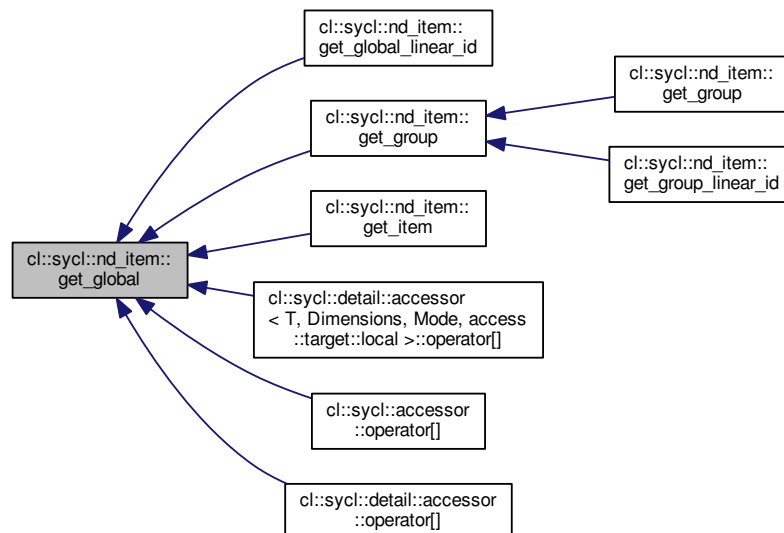 cl::sycl::nd_item::
get_global_linear_id
cl::sycl::nd_item::
get_group
cl::sycl::nd_item::
get_group
cl::sycl::nd_item::
get_group_linear_id
cl::sycl::nd_item::
get_item
cl::sycl::nd_item::
get_global
cl::sycl::detail::accessor
< T, Dimensions, Mode, access
::target::local >::operator[]
cl::sycl::accessor
::operator[]
cl::sycl::detail::accessor
::operator[]